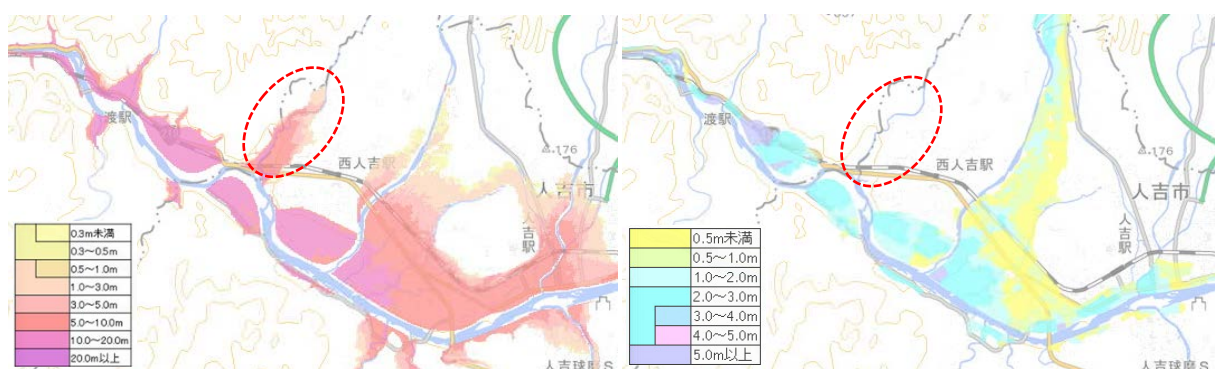 渡駅
西人吉駅
.176
人吉市
吉駅
人吉球磨S
0.3m未満
0.3～0.5m
0.5～1.0m
1.0～3.0m
3.0～5.0m
5.0～10.0m
10.0～20.0m
20.0m以上
渡駅
西人吉駅
.176
人吉市
人吉駅
人吉球磨S
0.5m未満
0.5～1.0m
1.0～2.0m
2.0～3.0m
3.0～4.0m
4.0～5.0m
5.0m以上